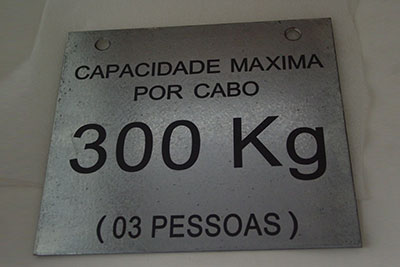 CAPACIDADE MAXIMA
POR CABO
300 Kg
( 03 PESSOAS )